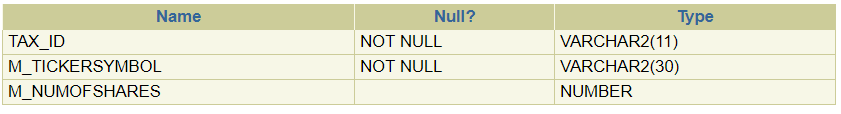 Name Null? Type
TAX_ID NOT NULL VARCHAR2(11)
M_TICKERSYMBOL NOT NULL VARCHAR2(30)
M_NUMOFSHARES NUMBER